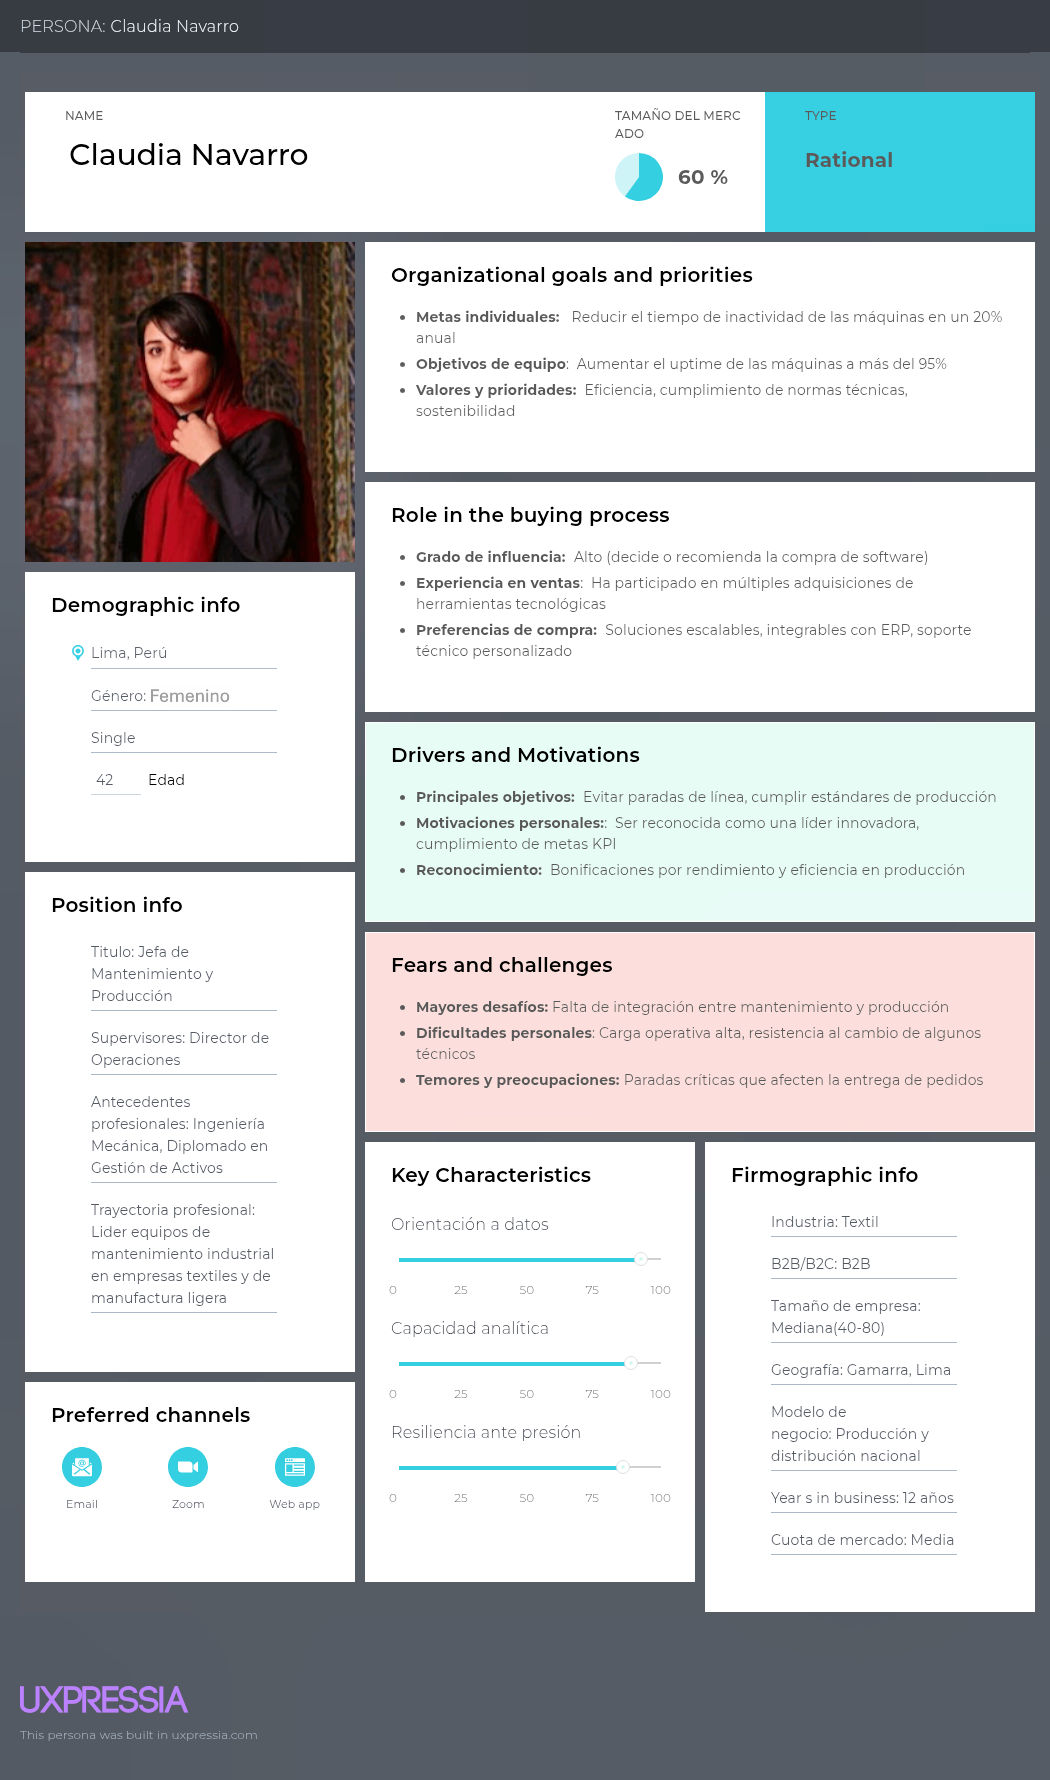 PERSONA: Claudia Navarro
NAME
Claudia Navarro
TAMAÑO DEL MERC
ADO
60 %
TYPE
Rational
Organizational goals and priorities
Metas individuales: Reducir el tiempo de inactividad de las máquinas en un 20%
anual
Objetivos de equipo: Aumentar el uptime de las máquinas a más del 95%
Valores y prioridades: Eficiencia, cumplimiento de normas técnicas,
sostenibilidad
Role in the buying process
Grado de influencia: Alto (decide o recomienda la compra de software)
Experiencia en ventas: Ha participado en múltiples adquisiciones de
herramientas tecnológicas
Preferencias de compra: Soluciones escalables, integrables con ERP, soporte
técnico personalizado
Demographic info
Lima, Perú
Género: Femenino
Single
42 Edad
Drivers and Motivations
Principales objetivos: Evitar paradas de línea, cumplir estándares de producción
Motivaciones personales:: Ser reconocida como una líder innovadora,
cumplimiento de metas KPI
Reconocimiento: Bonificaciones por rendimiento y eficiencia en producción
Position info
Titulo: Jefa de
Mantenimiento y
Producción
Supervisores: Director de
Operaciones
Antecedentes
profesionales: Ingeniería
Mecánica, Diplomado en
Gestión de Activos
Trayectoria profesional:
Lider equipos de
mantenimiento industrial
en empresas textiles y de
manufactura ligera
Fears and challenges
Mayores desafíos: Falta de integración entre mantenimiento y producción
Dificultades personales: Carga operativa alta, resistencia al cambio de algunos
técnicos
Temores y preocupaciones: Paradas críticas que afecten la entrega de pedidos
Key Characteristics
Orientación a datos
0 25 50 75 100
Capacidad analítica
0 25 50 75 100
Resiliencia ante presión
0 25 50 75 100
Firmographic info
Industria: Textil
B2B/B2C: B2B
Tamaño de empresa:
Mediana(40-80)
Geografía: Gamarra, Lima
Modelo de
negocio: Producción y
distribución nacional
Year s in business: 12 años
Cuota de mercado: Media
Preferred channels
Email
Zoom
Web app
UXPRESSIA
This persona was built in uxpressia.com